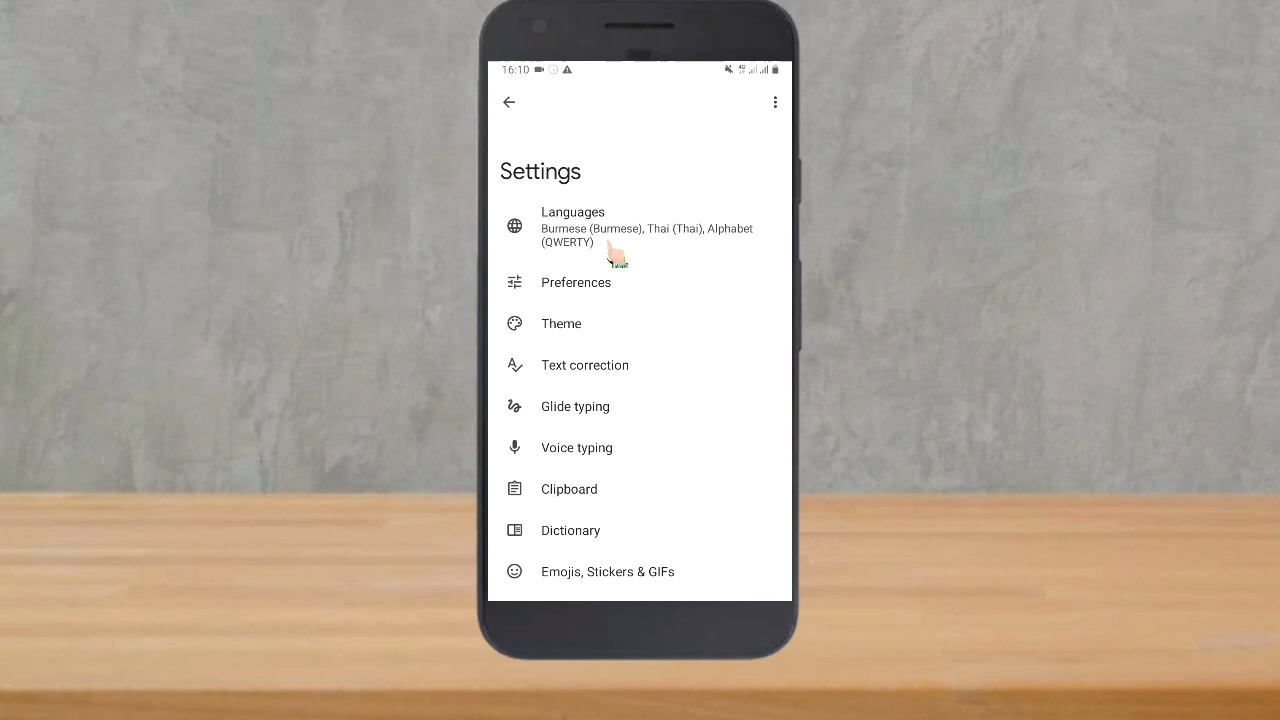 16:10
4G
Settings
Languages
Burmese (Burmese), Thai (Thai), Alphabet
(QWERTY)
Preferences
Theme
Text correction
Glide typing
Voice typing
Clipboard
Dictionary
Emojis, Stickers & GIFs